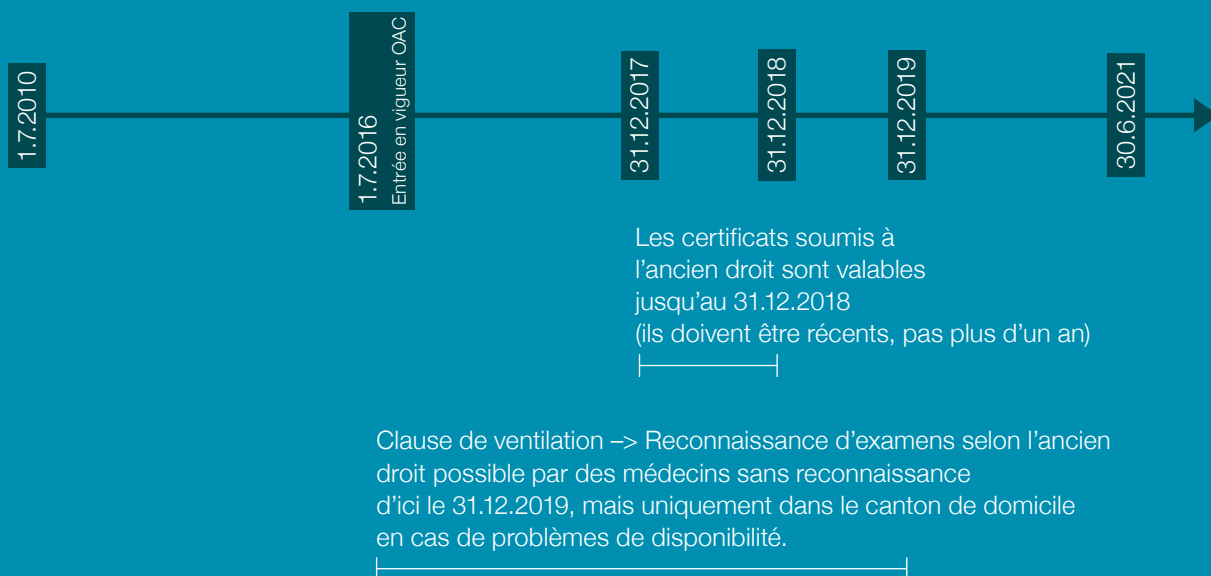 1.7.2010
1.7.2016
Entrée en vigueur OAC
31.12.2017
31.12.2018
31.12.2019
30.6.2021
Les certificats soumis à
l’ancien droit sont valables
jusqu’au 31.12.2018
(ils doivent être récents, pas plus d’un an)
Clause de ventilation –> Reconnaissance d’examens selon l’ancien
droit possible par des médecins sans reconnaissance
d’ici le 31.12.2019, mais uniquement dans le canton de domicile
en cas de problèmes de disponibilité.